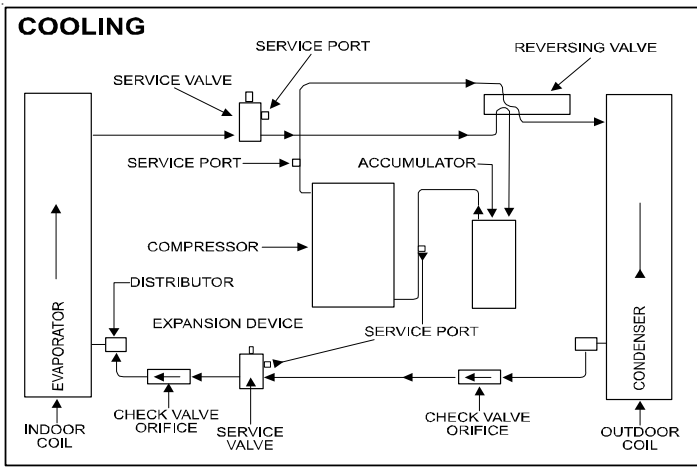 COOLING
SERVICE PORT
REVERSING VALVE
SERVICE VALVE
SERVICE PORT
ACCUMULATOR
COMPRESSOR
DISTRIBUTOR
EVAPORATOR
EXPANSION DEVICE
SERVICE PORT
CONDENSER
INDOOR
COIL
CHECK VALVE
ORIFICE
SERVICE
VALVE
CHECK VALVE
ORIFICE
OUTDOOR
COIL